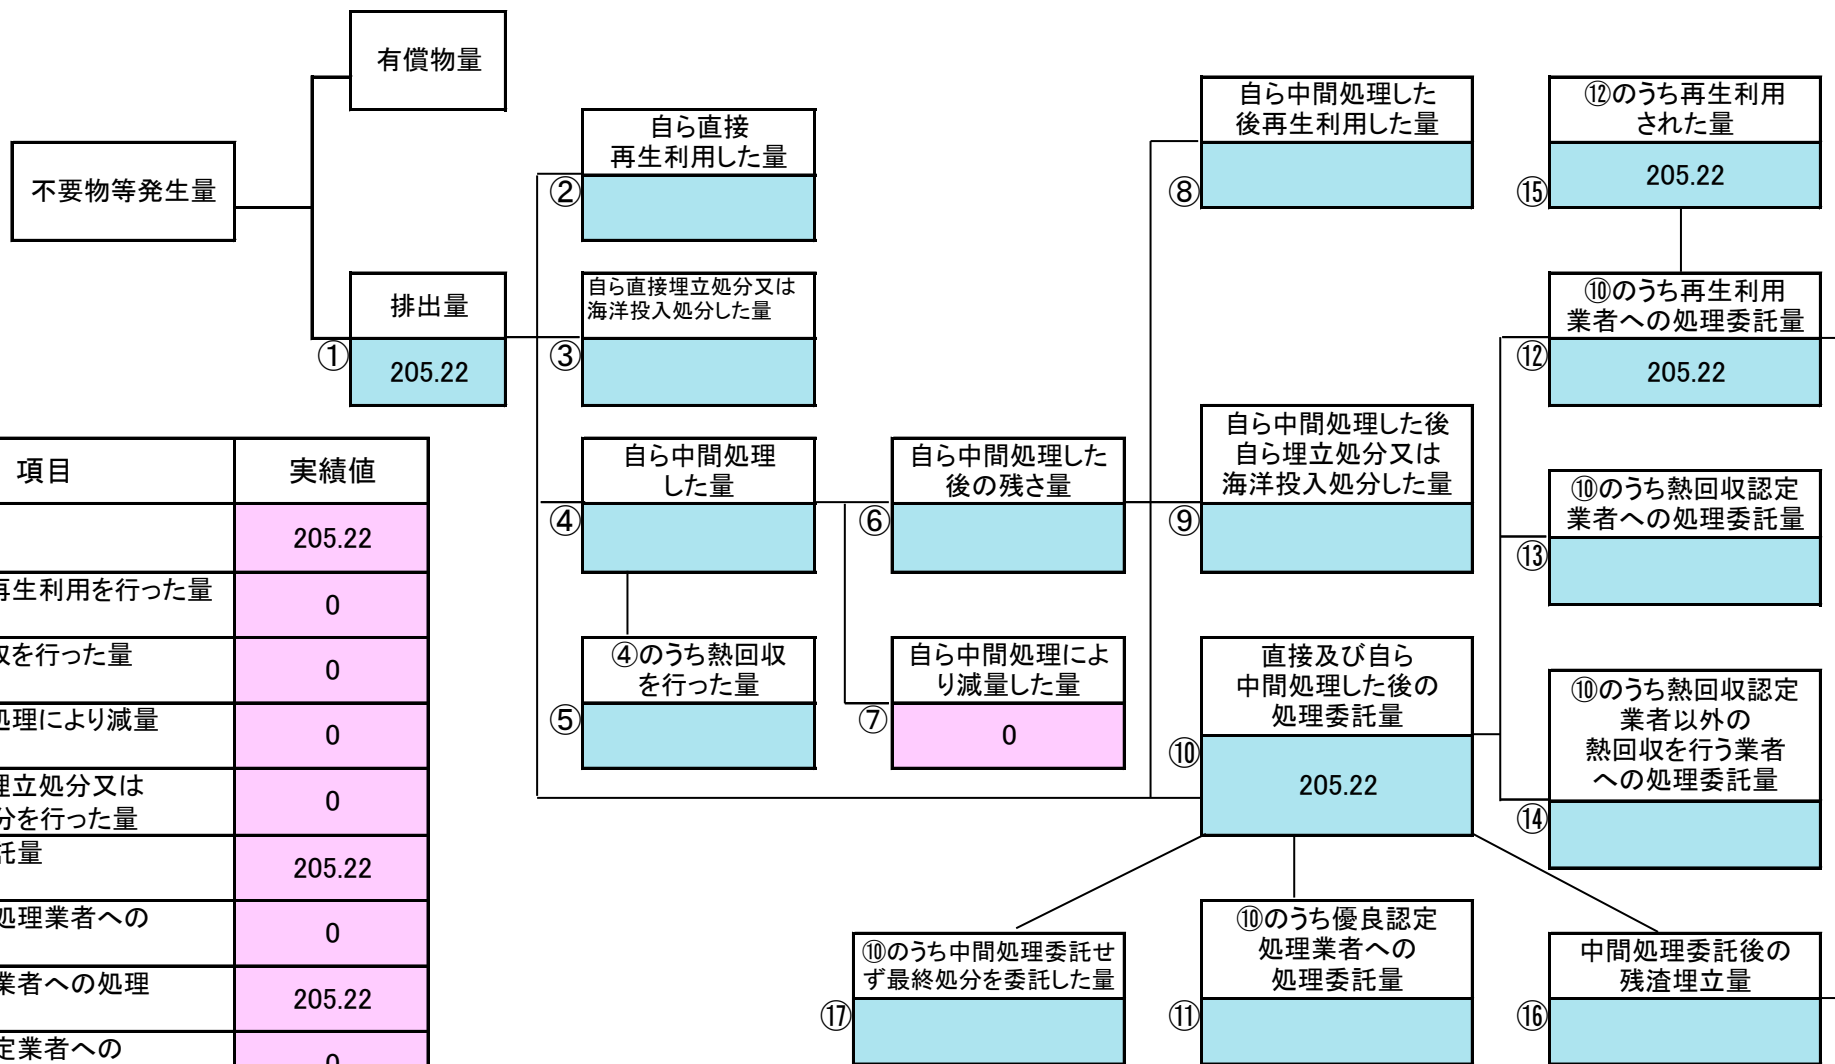 有償物量
不要物等発生量
排出量
①
205.22
自ら直接
再生利用した量
②
自ら直接埋立処分又は
海洋投入処分した量
③
自ら中間処理
した量
④
④のうち熱回収
を行った量
⑤
自ら中間処理した
後の残さ量
⑥
自ら中間処理によ
り減量した量
⑦
0
自ら中間処理した
後再生利用した量
⑧
自ら中間処理した後
自ら埋立処分又は
海洋投入処分した量
⑨
直接及び自ら
中間処理した後の
処理委託量
⑩
205.22
⑫のうち再生利用
された量
⑮
205.22
⑩のうち再生利用
業者への処理委託量
⑫
205.22
⑩のうち熱回収認定
業者への処理委託量
⑬
⑩のうち熱回収認定
業者以外の
熱回収を行う業者
への処理委託量
⑭
⑩のうち中間処理委託せ
ず最終処分を委託した量
⑰
⑩のうち優良認定
処理業者への
処理委託量
⑪
中間処理委託後の
残渣埋立量
⑯
項目 実績値
205.22
再生利用を行った量 0
を行った量 0
処理により減量 0
埋立処分又は
を行った量 0
託量 205.22
処理業者への 0
業者への処理 205.22
定業者への 0